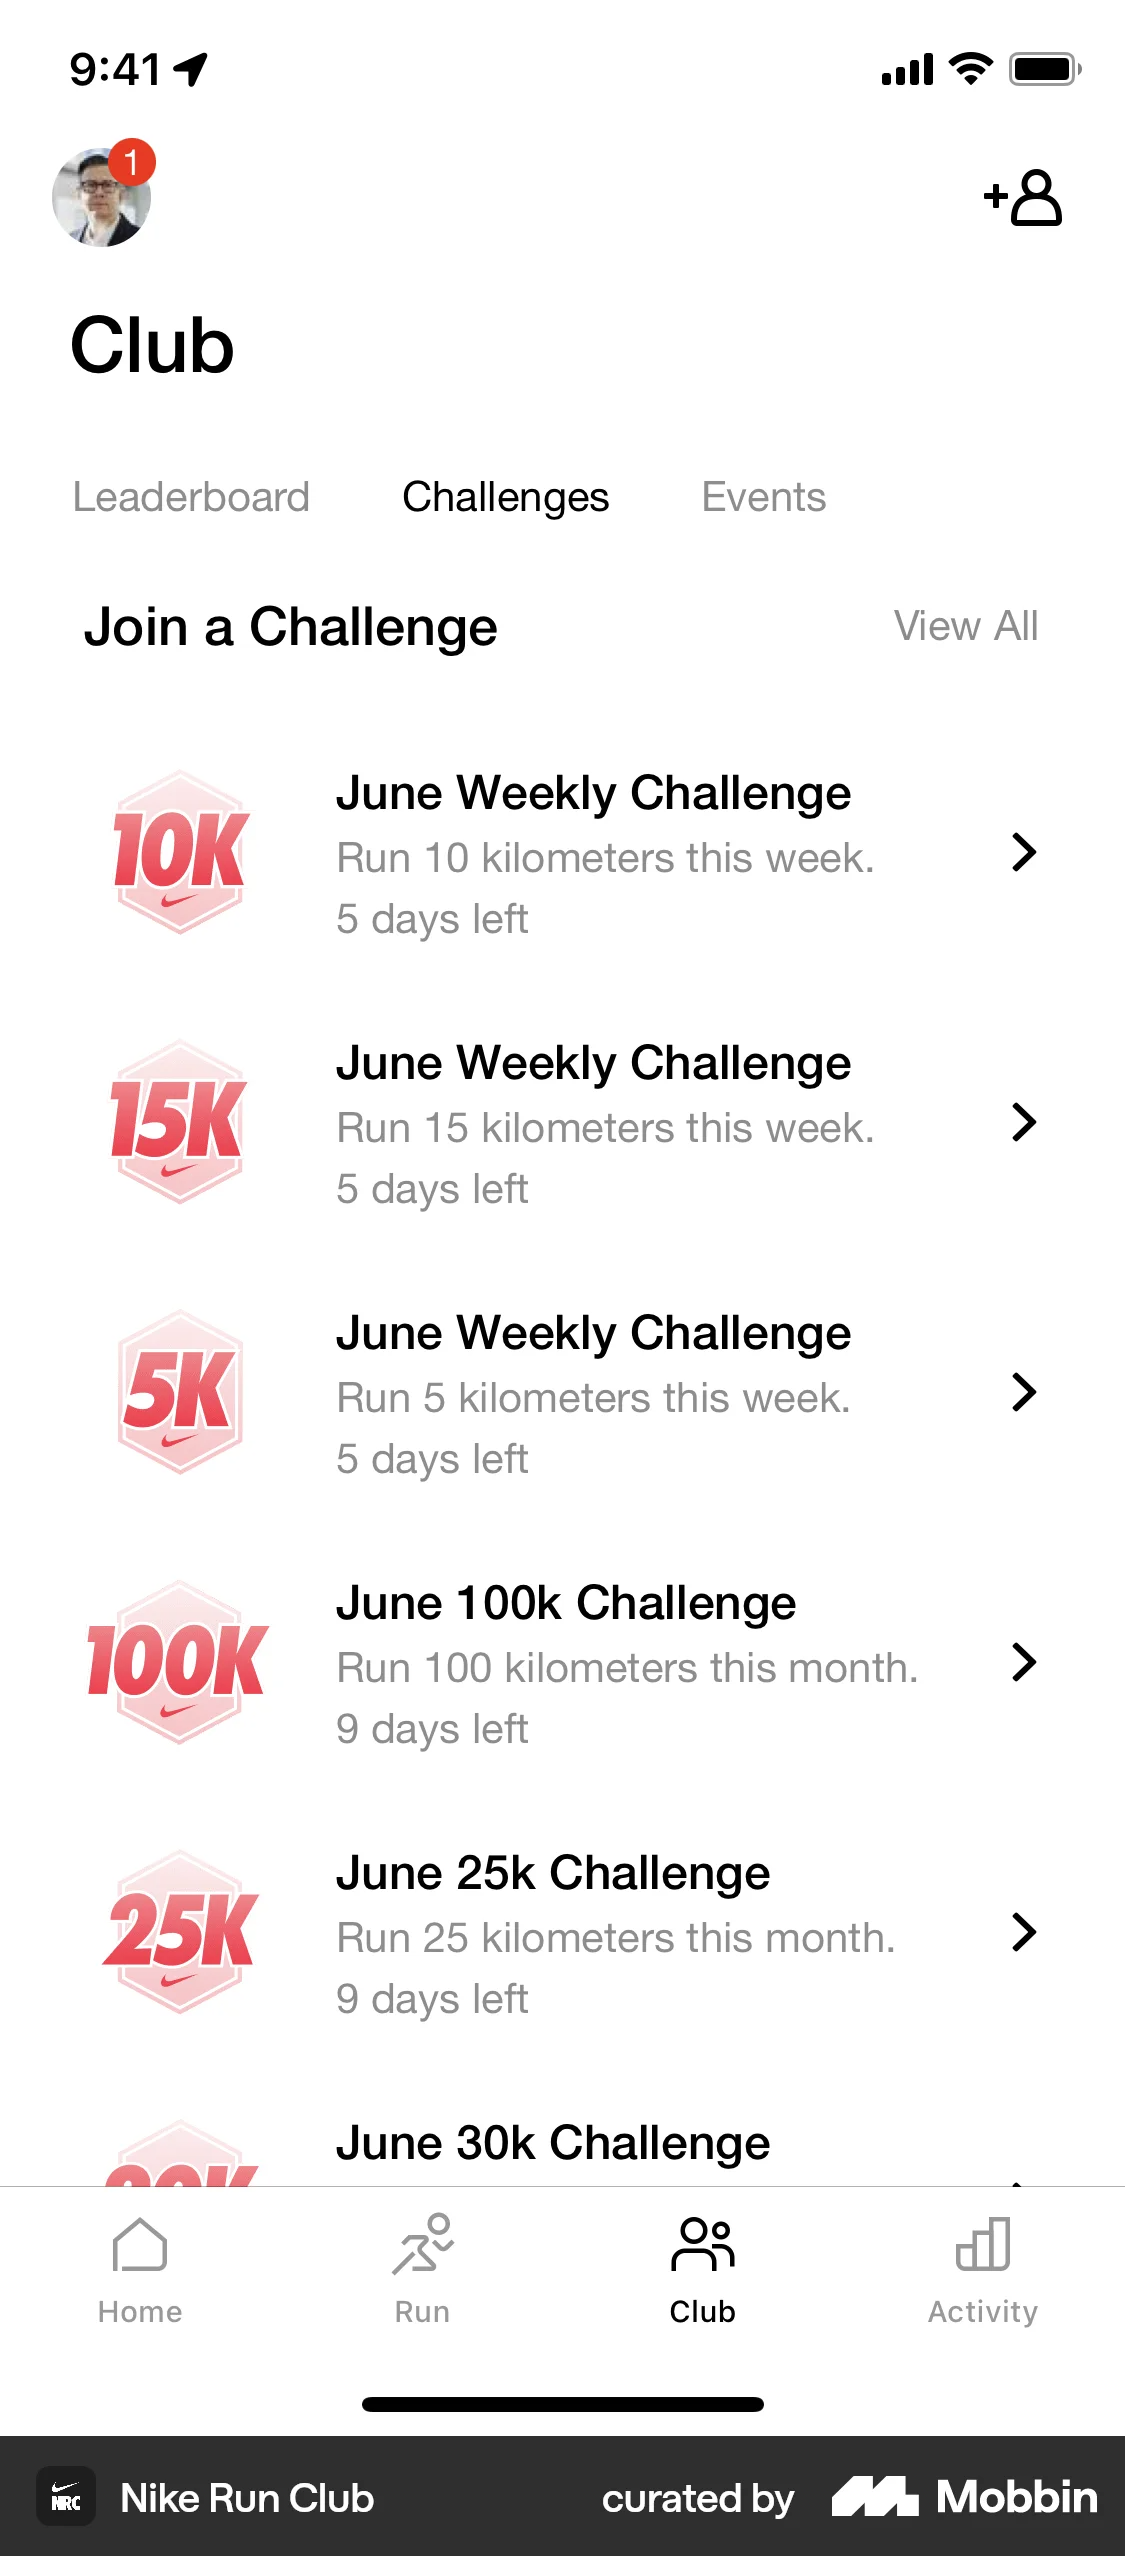 9:41
1
Club
Leaderboard Challenges Events
Join a Challenge View All
10K
June Weekly Challenge
Run 10 kilometers this week.
5 days left
15K
June Weekly Challenge
Run 15 kilometers this week.
5 days left
5K
June Weekly Challenge
Run 5 kilometers this week.
5 days left
100K
June 100k Challenge
Run 100 kilometers this month.
9 days left
25K
June 25k Challenge
Run 25 kilometers this month.
9 days left
June 30k Challenge
Home Run Club Activity
NRC Nike Run Club curated by Mobbin